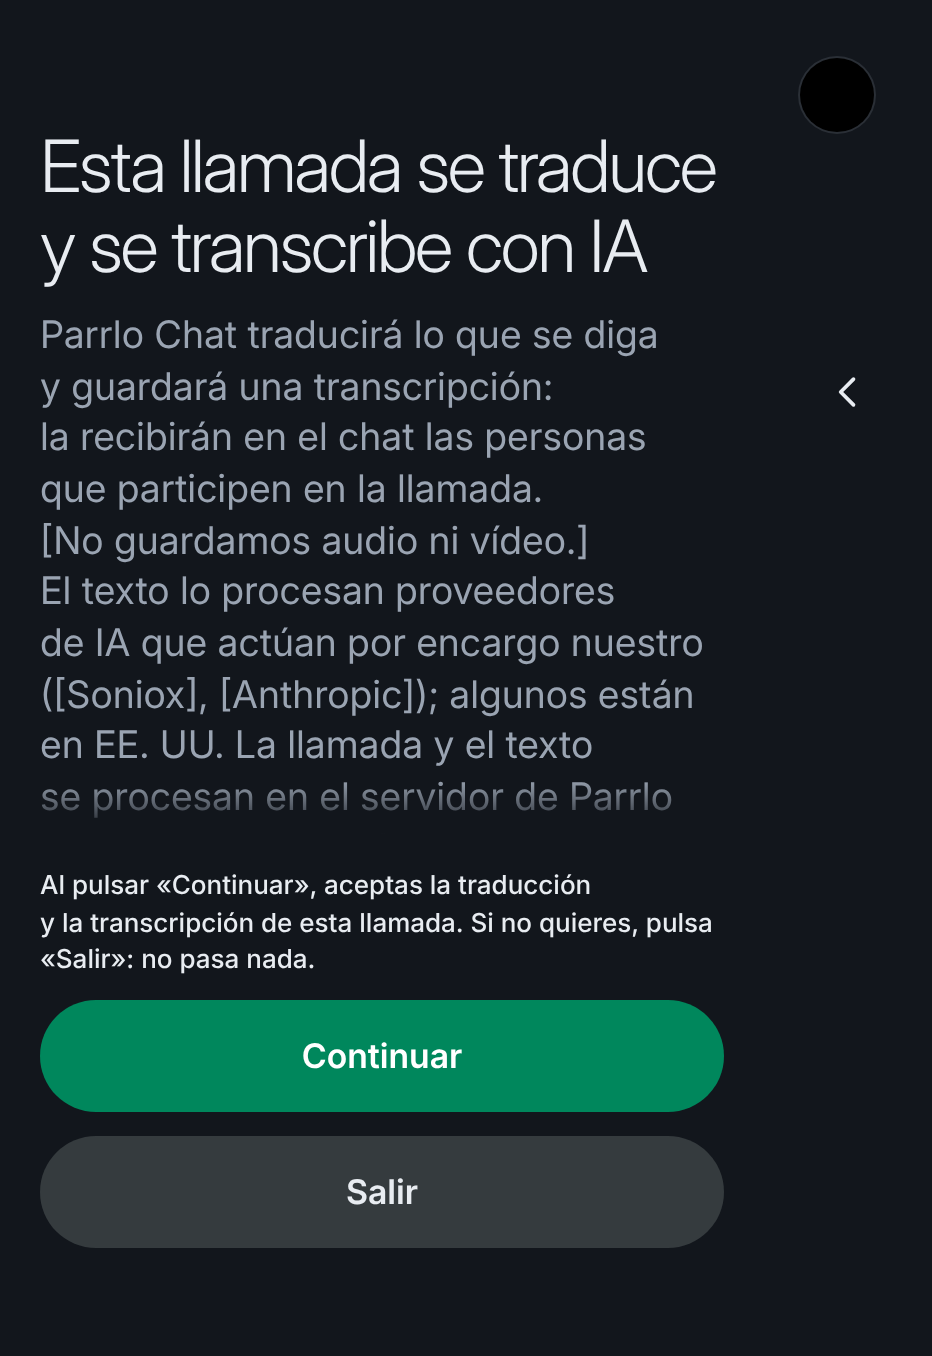 Esta llamada se traduce
y se transcribe con IA
Parrlo Chat traducirá lo que se diga
y guardará una transcripción:
la recibirán en el chat las personas
que participen en la llamada.
[No guardamos audio ni vídeo.]
El texto lo procesan proveedores
de IA que actúan por encargo nuestro
([Soniox], [Anthropic]); algunos están
en EE. UU. La llamada y el texto
se procesan en el servidor de Parrlo
Al pulsar «Continuar», aceptas la traducción
y la transcripción de esta llamada. Si no quieres, pulsa
«Salir»: no pasa nada.
Continuar
Salir